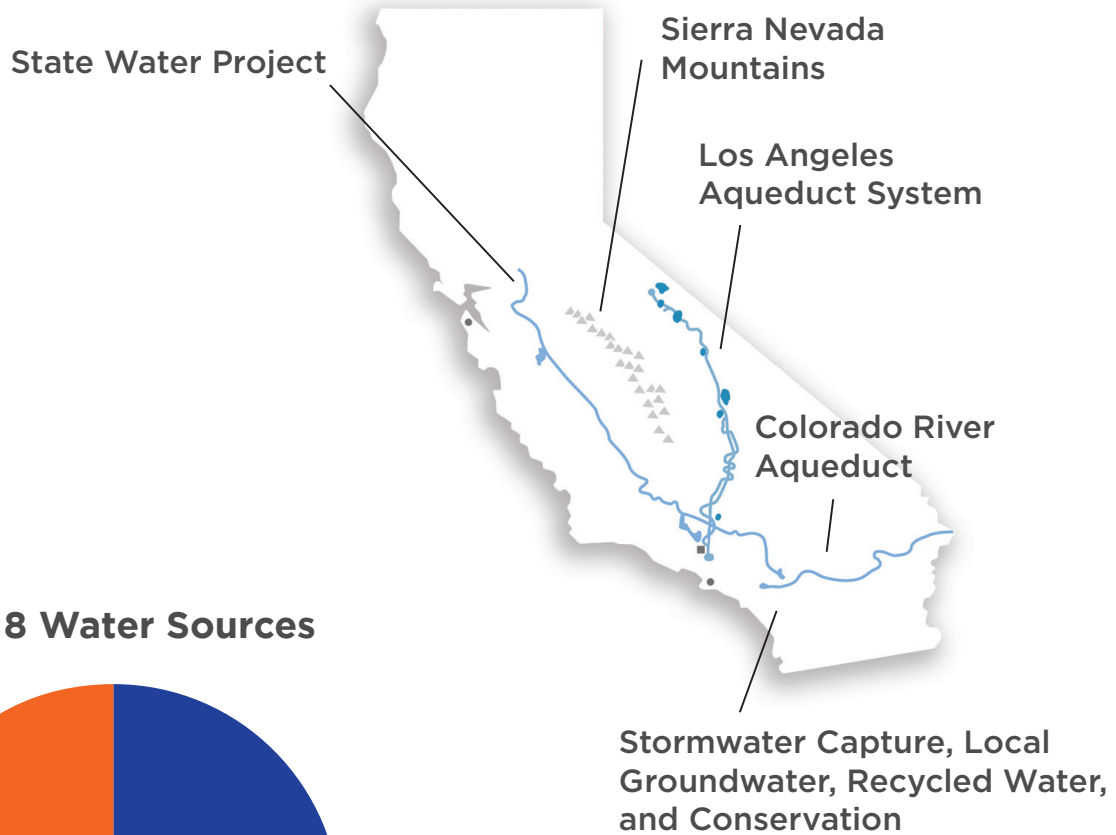 State Water Project
Sierra Nevada
Mountains
Los Angeles
Aqueduct System
Colorado River
Aqueduct
8 Water Sources
Stormwater Capture, Local
Groundwater, Recycled Water,
and Conservation